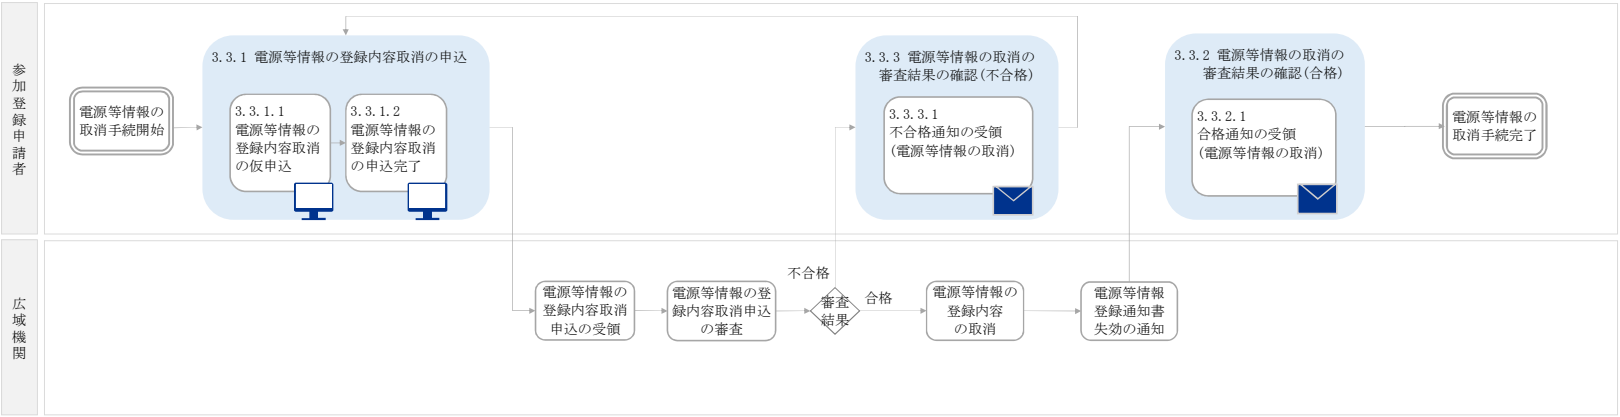 参加登録申請者
電源等情報の
取消手続開始
3.3.1 電源等情報の登録内容取消の申込
3.3.1.1
電源等情報の
登録内容取消
の仮申込
3.3.1.2
電源等情報の
登録内容取消
の申込完了
3.3.3 電源等情報の取消の
審査結果の確認(不合格)
3.3.3.1
不合格通知の受領
(電源等情報の取消)
3.3.2 電源等情報の取消の
審査結果の確認(合格)
3.3.2.1
合格通知の受領
(電源等情報の取消)
電源等情報の
取消手続完了
広域機関
電源等情報の
登録内容取消
申込の受領
電源等情報の登
録内容取消申込
の審査
不合格
審査
結果
合格
電源等情報の
登録内容
の取消
電源等情報
登録通知書
失効の通知